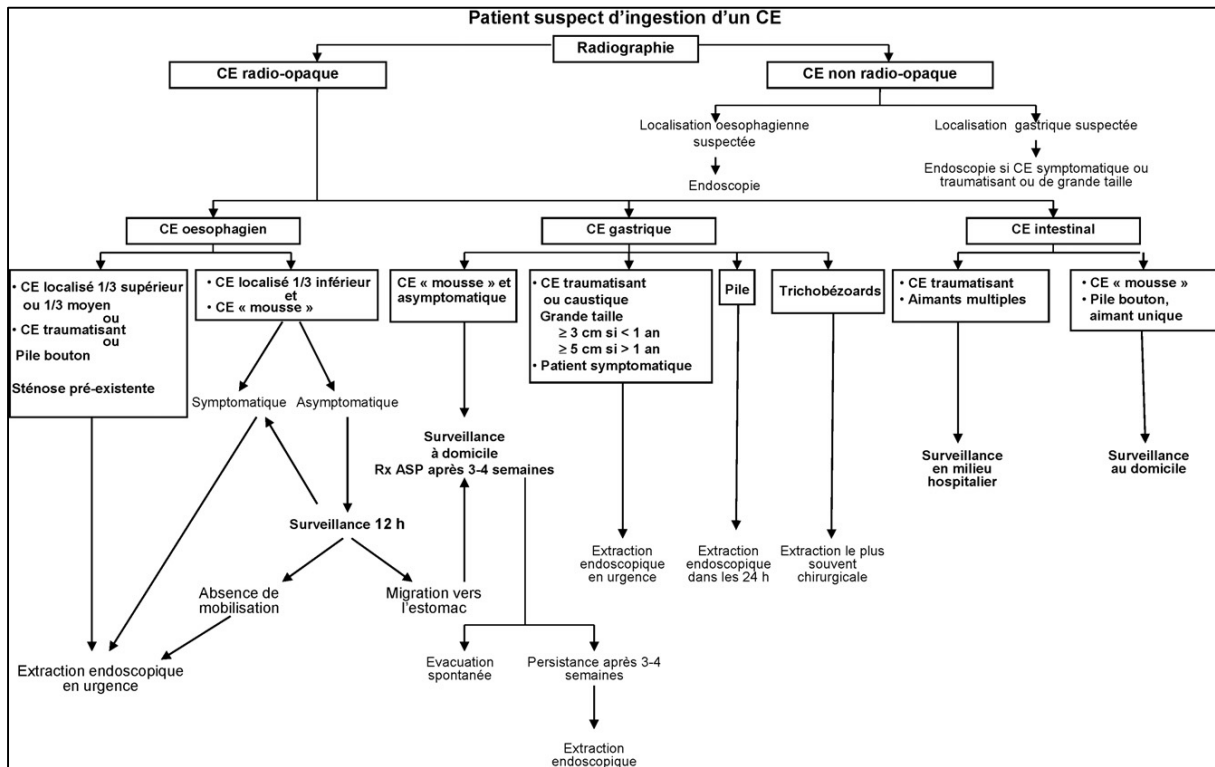 Patient suspect d'ingestion d'un CE
Radiographie
CE radio-opaque
CE non radio-opaque
Localisation oesophagienne
suspectée
Endoscopie
Localisation gastrique suspectée
Endoscopie si CE symptomatique ou
traumatisant ou de grande taille
CE oesophagien
CE gastrique
CE intestinal
• CE localisé 1/3 supérieur
ou 1/3 moyen
ou
• CE traumatisant
ou
Pile bouton
Sténose pré-existente
• CE localisé 1/3 inférieur
et
• CE « mousse »
CE « mousse » et
asymptomatique
• CE traumatisant
ou caustique
Grande taille
≥ 3 cm si < 1 an
≥ 5 cm si > 1 an
• Patient symptomatique
Pile
Trichobézoards
• CE traumatisant
• Aimants multiples
• CE « mousse »
• Pile bouton,
aimant unique
Symptomatique
Asymptomatique
Surveillance
à domicile
Rx ASP après 3-4 semaines
Surveillance
en milieu
hospitalier
Surveillance
au domicile
Surveillance 12 h
Extraction
endoscopique
en urgence
Extraction
endoscopique
dans les 24 h
Extraction le plus
souvent
chirurgicale
Absence de
mobilisation
Migration vers
l'estomac
Extraction endoscopique
en urgence
Evacuation
spontanée
Persistance après 3-4
semaines
Extraction
endoscopique